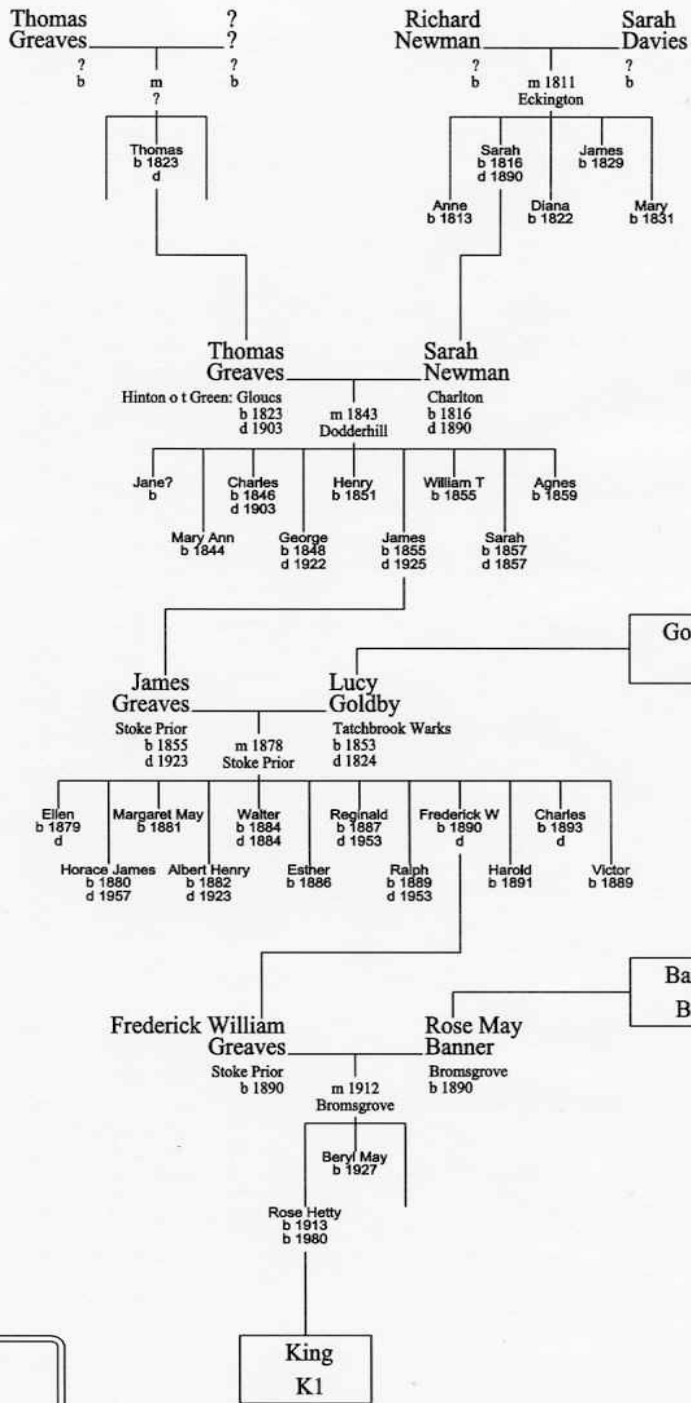 Thomas
Greaves
?
?
Richard
Newman
Sarah
Davies
?
b
m
?
?
b
?
b
m 1811
Eckington
?
b
Thomas
b 1823
d
Sarah
b 1816
d 1890
James
b 1829
Anne
b 1813
Diana
b 1822
Mary
b 1831
Thomas
Greaves
Sarah
Newman
Hinton o t Green: Gloucs
b 1823
d 1903
m 1843
Dodderhill
Charlton
b 1816
d 1890
Jane?
b
Charles
b 1846
d 1903
Henry
b 1851
William T
b 1855
Agnes
b 1859
Mary Ann
b 1844
George
b 1848
d 1922
James
b 1855
d 1925
Sarah
b 1857
d 1857
Go
James
Greaves
Lucy
Goldby
Stoke Prior
b 1855
d 1923
m 1878
Stoke Prior
Tatchbrook Warks
b 1853
d 1824
Ellen
b 1879
d
Margaret May
b 1881
Walter
b 1884
d 1884
Reginald
b 1887
d 1953
Frederick W
b 1890
d
Charles
b 1893
d
Horace James
b 1880
d 1957
Albert Henry
b 1882
d 1923
Esther
b 1886
Ralph
b 1889
d 1953
Harold
b 1891
Victor
b 1889
Ba
B
Frederick William
Greaves
Rose May
Banner
Stoke Prior
b 1890
m 1912
Bromsgrove
Bromsgrove
b 1890
Beryl May
b 1927
Rose Hetty
b 1913
b 1980
King
K1